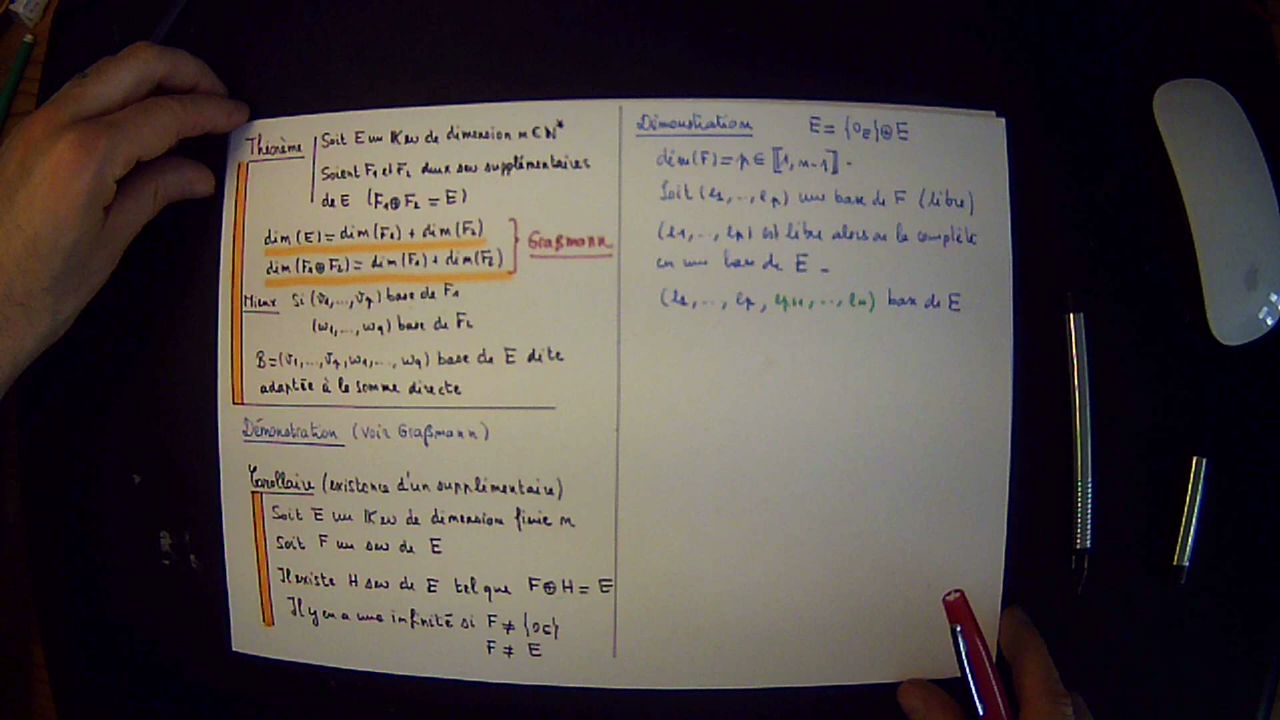 Théorème
Soit E un IK ev de dimension n ∈ N*
Soient F1 et F2 deux sev supplémentaires
de E (F1⊕F2 = E)
dim(E) = dim(F1) + dim(F2)
dim(F1⊕F2) = dim(F1) + dim(F2)
Graßmann
Mieux Si (v1,...,vp) base de F1
(w1,...,wq) base de F2
B=(v1,...,vp,w1,...,wq) base de E dite
adaptée à la somme directe
Démonstration (voir Graßmann)
Corollaire (existence d'un supplémentaire)
Soit E un IK ev de dimension finie n
Soit F un sev de E
Il existe H sev de E tel que F⊕H = E
Il y en a une infinité si F ≠ {0E}
F ≠ E
Démonstration E = {0E}⊕E
dim(F) = p ∈ ⟦1, n-1⟧.
Soit (e1,...,ep) une base de F (libre)
(e1,...,ep) est libre alors on la complète
en une base de E.
(e1,...,ep,ep+1,...,en) base de E